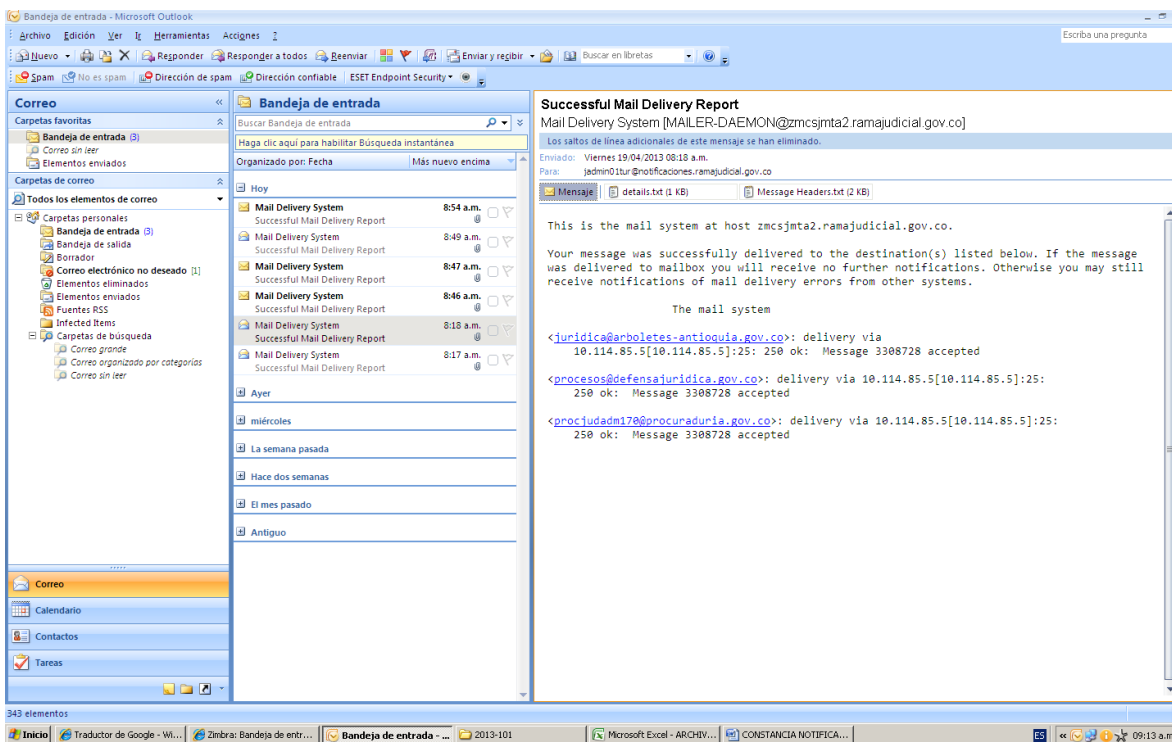 Bandeja de entrada - Microsoft Outlook
Archivo Edición Ver Ir Herramientas Acciones ?
Escriba una pregunta
Nuevo Responder Responder a todos Reenviar Enviar y recibir Buscar en libretas
Spam No es spam Dirección de spam Dirección confiable ESET Endpoint Security
Correo «
Carpetas favoritas
Bandeja de entrada (3)
Correo sin leer
Elementos enviados
Carpetas de correo
Todos los elementos de correo
Carpetas personales
Bandeja de entrada (3)
Bandeja de salida
Borrador
Correo electrónico no deseado [1]
Elementos eliminados
Elementos enviados
Fuentes RSS
Infected Items
Carpetas de búsqueda
Correo grande
Correo organizado por categorías
Correo sin leer
Correo
Calendario
Contactos
Tareas
Bandeja de entrada
Buscar Bandeja de entrada
Haga clic aquí para habilitar Búsqueda instantánea
Organizado por: Fecha Más nuevo encima
Hoy
Mail Delivery System 8:54 a.m.
Successful Mail Delivery Report
Mail Delivery System 8:49 a.m.
Successful Mail Delivery Report
Mail Delivery System 8:47 a.m.
Successful Mail Delivery Report
Mail Delivery System 8:46 a.m.
Successful Mail Delivery Report
Mail Delivery System 8:18 a.m.
Successful Mail Delivery Report
Mail Delivery System 8:17 a.m.
Successful Mail Delivery Report
Ayer
miércoles
La semana pasada
Hace dos semanas
El mes pasado
Antiguo
Successful Mail Delivery Report
Mail Delivery System [MAILER-DAEMON@zmcsjmta2.ramajudicial.gov.co]
Los saltos de línea adicionales de este mensaje se han eliminado.
Enviado: Viernes 19/04/2013 08:18 a.m.
Para: jadmin01tur@notificaciones.ramajudicial.gov.co
Mensaje details.txt (1 KB) Message Headers.txt (2 KB)
This is the mail system at host zmcsjmta2.ramajudicial.gov.co.
Your message was successfully delivered to the destination(s) listed below. If the message
was delivered to mailbox you will receive no further notifications. Otherwise you may still
receive notifications of mail delivery errors from other systems.
The mail system
<juridica@arboletes-antioquia.gov.co>: delivery via
10.114.85.5[10.114.85.5]:25: 250 ok: Message 3308728 accepted
<procesos@defensajuridica.gov.co>: delivery via 10.114.85.5[10.114.85.5]:25:
250 ok: Message 3308728 accepted
<procjudadm170@procuraduria.gov.co>: delivery via 10.114.85.5[10.114.85.5]:25:
250 ok: Message 3308728 accepted
343 elementos
Inicio Traductor de Google - Wi... Zimbra: Bandeja de entr... Bandeja de entrada - ... 2013-101 Microsoft Excel - ARCHIV... CONSTANCIA NOTIFICA... ES « 09:13 a.m